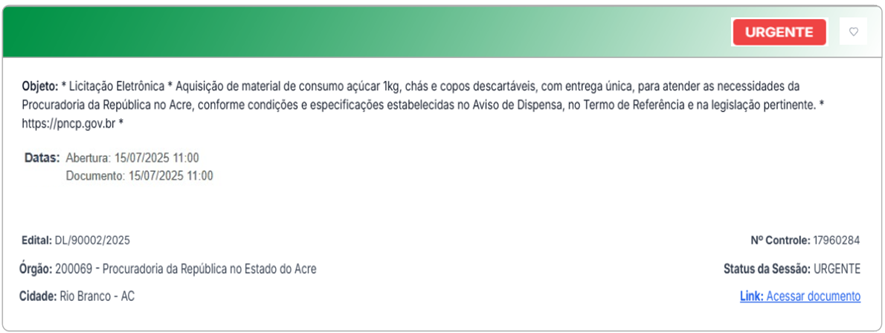 URGENTE
Objeto: * Licitação Eletrônica * Aquisição de material de consumo açúcar 1kg, chás e copos descartáveis, com entrega única, para atender as necessidades da
Procuradoria da República no Acre, conforme condições e especificações estabelecidas no Aviso de Dispensa, no Termo de Referência e na legislação pertinente. *
https://pncp.gov.br *
Datas: Abertura: 15/07/2025 11:00
Documento: 15/07/2025 11:00
Edital: DL/90002/2025
Nº Controle: 17960284
Órgão: 200069 - Procuradoria da República no Estado do Acre
Status da Sessão: URGENTE
Cidade: Rio Branco - AC
Link: Acessar documento